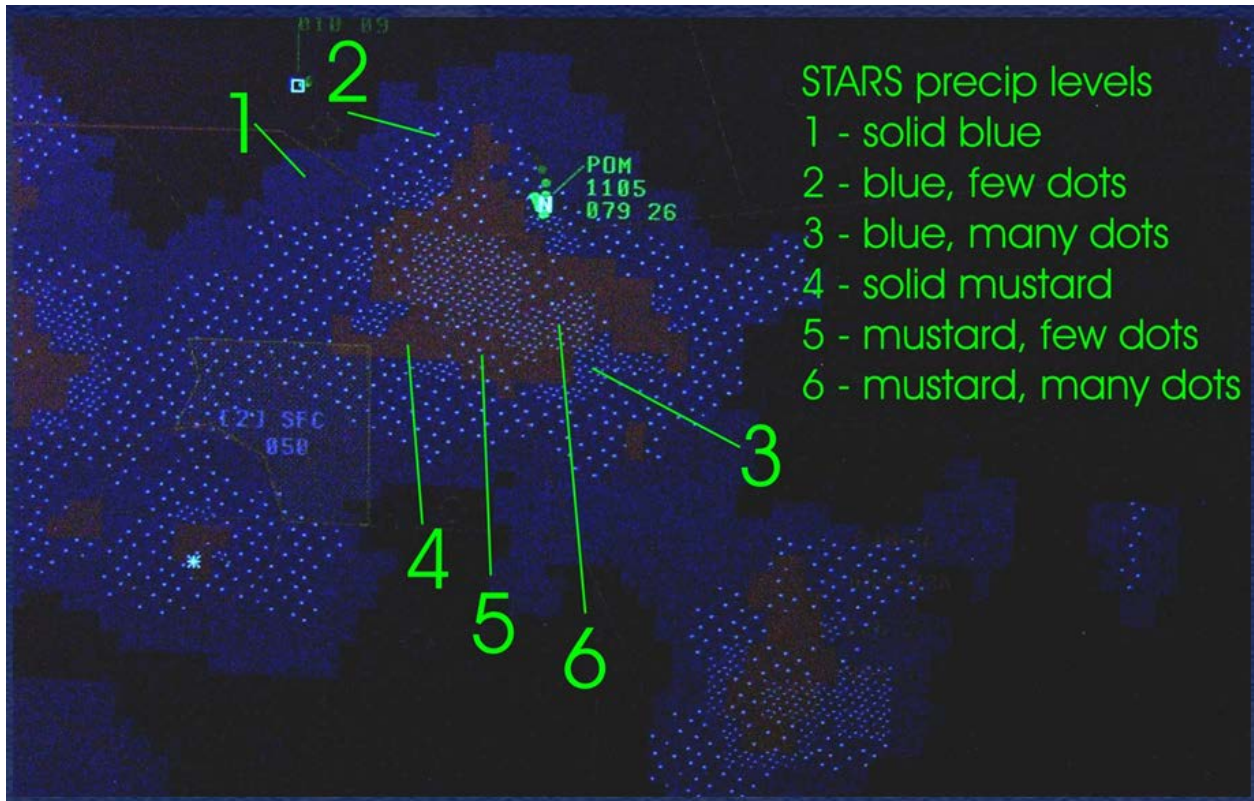 010 09
2
1
STARS precip levels
1 - solid blue
2 - blue, few dots
3 - blue, many dots
4 - solid mustard
5 - mustard, few dots
6 - mustard, many dots
POM
1105
079 26
[2] SFC
050
3
4
5
6